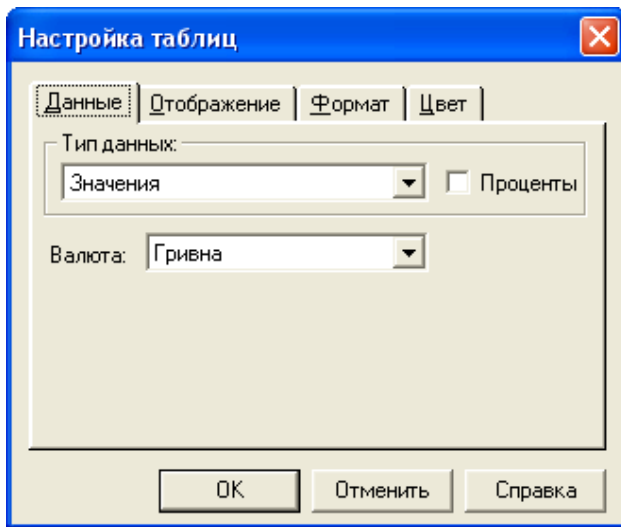 Настройка таблиц
Данные Отображение Формат Цвет
Тип данных:
Значения Проценты
Валюта: Гривна
OK Отменить Справка